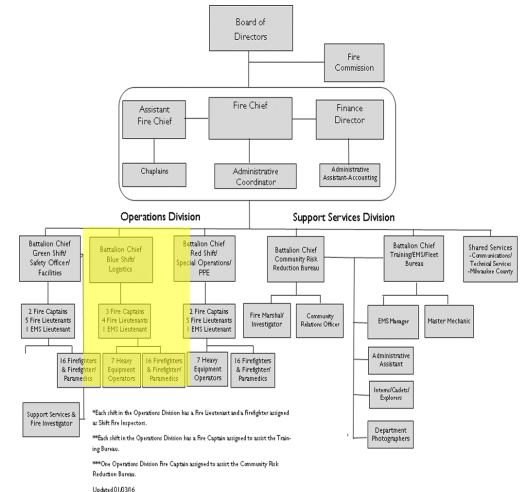 Board of
Directors
Fire
Commission
Assistant
Fire Chief
Fire Chief
Finance
Director
Chaplains
Administrative
Coordinator
Administrative
Assistant-Accounting
Operations Division
Support Services Division
Battalion Chief
Green Shift/
Safety Officer/
Facilities
Battalion Chief
Blue Shift/
Logistics
Battalion Chief
Red Shift/
Special Operations/
PPE
Battalion Chief
Community Risk
Reduction Bureau
Battalion Chief
Training/EMS/Fleet
Bureau
Shared Services
-Communications/
Technical Services
-Milwaukee County
2 Fire Captains
5 Fire Lieutenants
1 EMS Lieutenant
3 Fire Captains
4 Fire Lieutenants
1 EMS Lieutenant
2 Fire Captains
5 Fire Lieutenants
1 EMS Lieutenant
Fire Marshal/
Investigator
Community
Relations Officer
EMS Manager
Master Mechanic
16 Firefighters
& Firefighter/
Paramedics
7 Heavy
Equipment
Operators
16 Firefighters
& Firefighter/
Paramedics
7 Heavy
Equipment
Operators
16 Firefighters
& Firefighter/
Paramedics
Administrative
Assistant
Interns/Cadets/
Explorers
Department
Photographers
Support Services &
Fire Investigator
*Each shift in the Operations Division has a Fire Lieutenant and a Firefighter assigned
as Shift Fire Inspectors.
**Each shift in the Operations Division has a Fire Captain assigned to assist the Train-
ing Bureau.
***One Operations Division Fire Captain assigned to assist the Community Risk
Reduction Bureau.
Updated 01/03/16